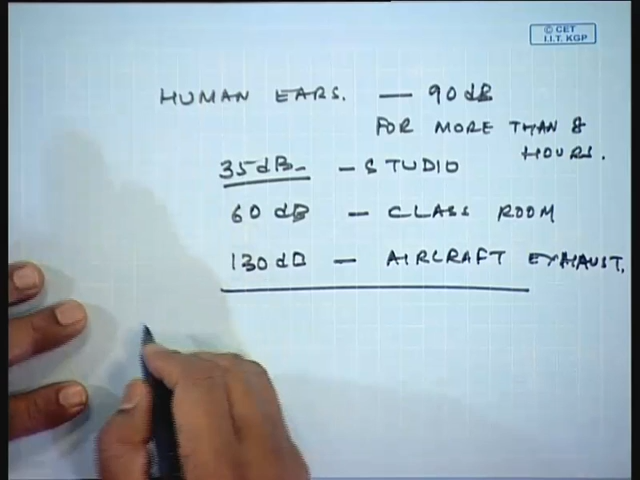 © CET
I.I.T. KGP
HUMAN EARS. — 90 dB
FOR MORE THAN 8
HOURS.
35 dB - STUDIO
60 dB - CLASS ROOM
130 dB - AIRCRAFT EXHAUST.